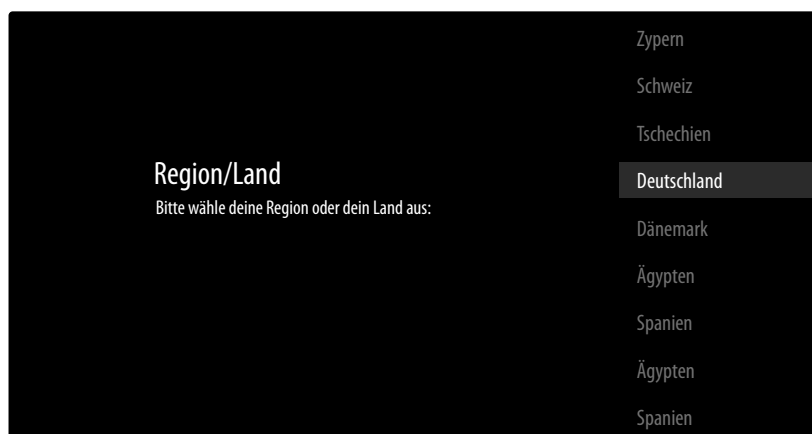 Region/Land
Bitte wähle deine Region oder dein Land aus:
Zypern
Schweiz
Tschechien
Deutschland
Dänemark
Ägypten
Spanien
Ägypten
Spanien